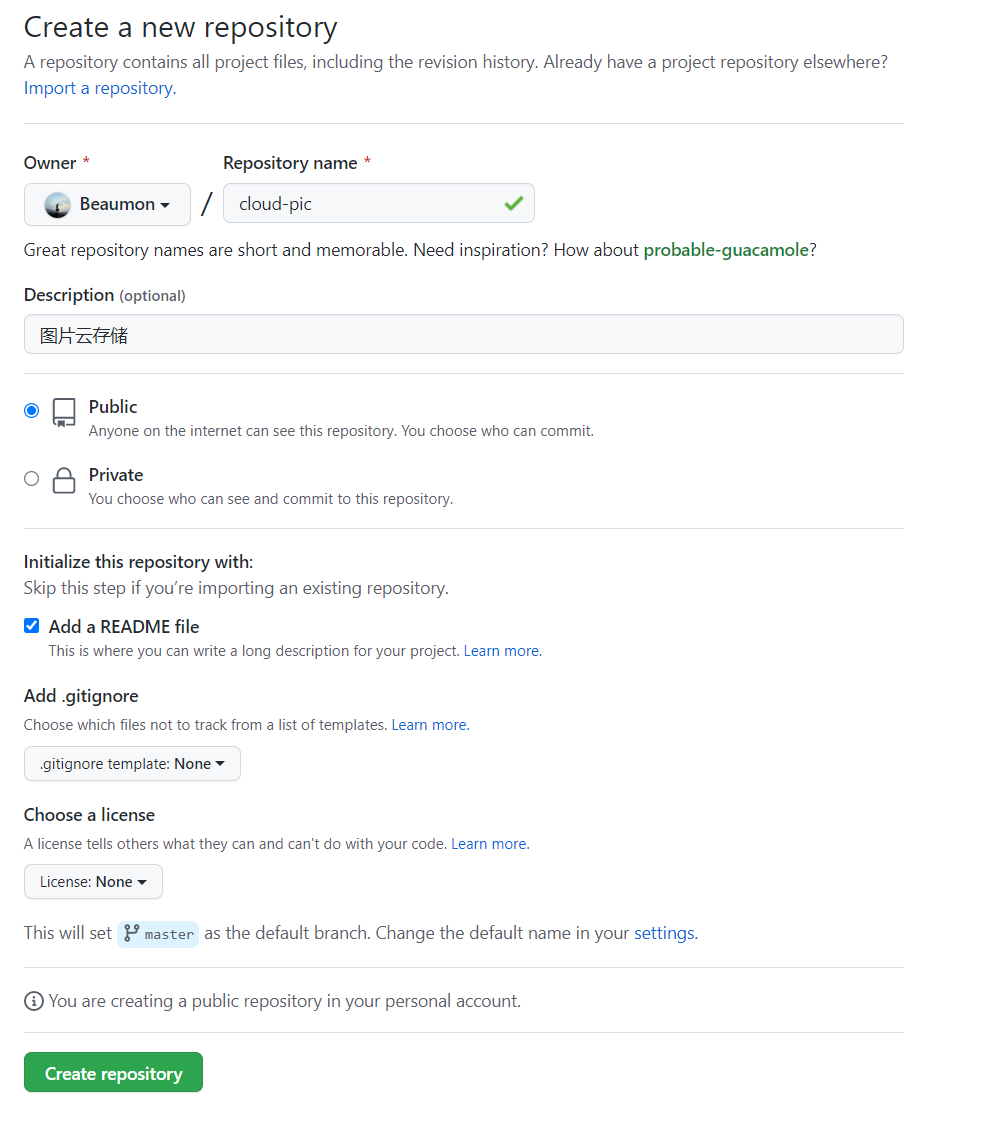 Create a new repository
A repository contains all project files, including the revision history. Already have a project repository elsewhere?
Import a repository.
Owner * Repository name *
Beaumon / cloud-pic
Great repository names are short and memorable. Need inspiration? How about probable-guacamole?
Description (optional)
图片云存储
Public
Anyone on the internet can see this repository. You choose who can commit.
Private
You choose who can see and commit to this repository.
Initialize this repository with:
Skip this step if you’re importing an existing repository.
Add a README file
This is where you can write a long description for your project. Learn more.
Add .gitignore
Choose which files not to track from a list of templates. Learn more.
.gitignore template: None
Choose a license
A license tells others what they can and can't do with your code. Learn more.
License: None
This will set master as the default branch. Change the default name in your settings.
You are creating a public repository in your personal account.
Create repository